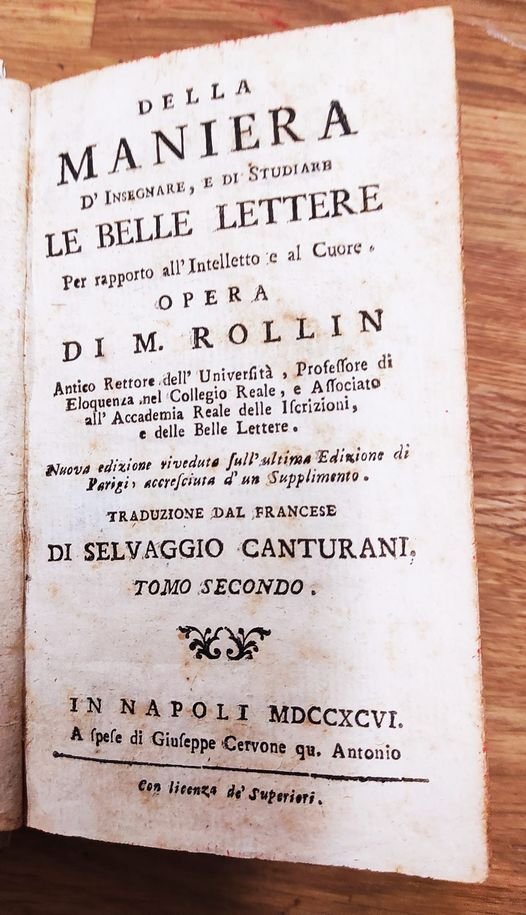 DELLA
MANIERA
D' INSEGNARE, E DI STUDIARE
LE BELLE LETTERE
Per rapporto all' Intelletto e al Cuore.
OPERA
DI M. ROLLIN
Antico Rettore dell' Università, Profeſſore di
Eloquenza nel Collegio Reale, e Aſſociato
all' Accademia Reale delle Iſcrizioni,
e delle Belle Lettere.
Nuova edizione riveduta ſull' ultima Edizione di
Parigi, accreſciuta d' un Supplimento.
TRADUZIONE DAL FRANCESE
DI SELVAGGIO CANTURANI,
TOMO SECONDO.
IN NAPOLI MDCCXCVI.
A ſpeſe di Giuſeppe Cervone qu. Antonio
Con licenza de' Superiori.